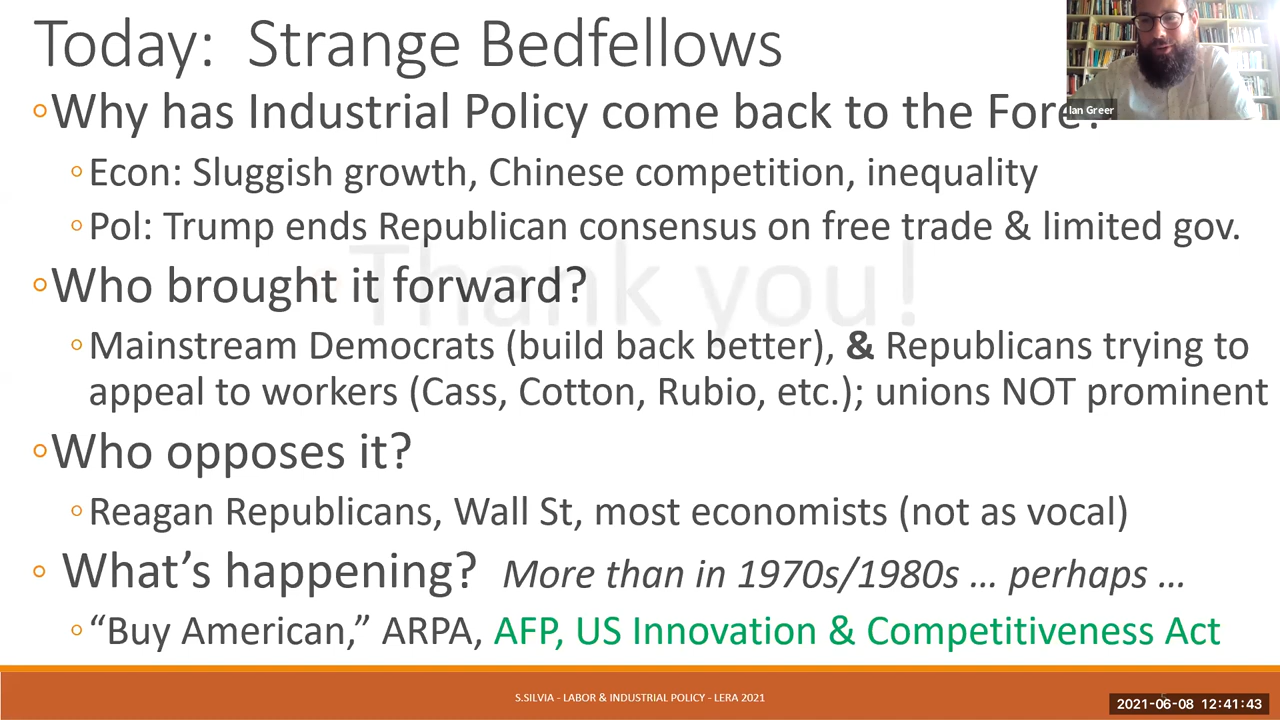 Today:  Strange Bedfellows
Ian Greer
◦Why has Industrial Policy come back to the Fore?
◦Econ: Sluggish growth, Chinese competition, inequality
◦Pol: Trump ends Republican consensus on free trade & limited gov.
Thank you!
◦Who brought it forward?
◦Mainstream Democrats (build back better), & Republicans trying to
appeal to workers (Cass, Cotton, Rubio, etc.); unions NOT prominent
◦Who opposes it?
◦Reagan Republicans, Wall St, most economists (not as vocal)
◦ What’s happening?  More than in 1970s/1980s … perhaps …
◦“Buy American,” ARPA, AFP, US Innovation & Competitiveness Act
S.SILVIA - LABOR & INDUSTRIAL POLICY - LERA 2021
2021-06-08 12:41:43